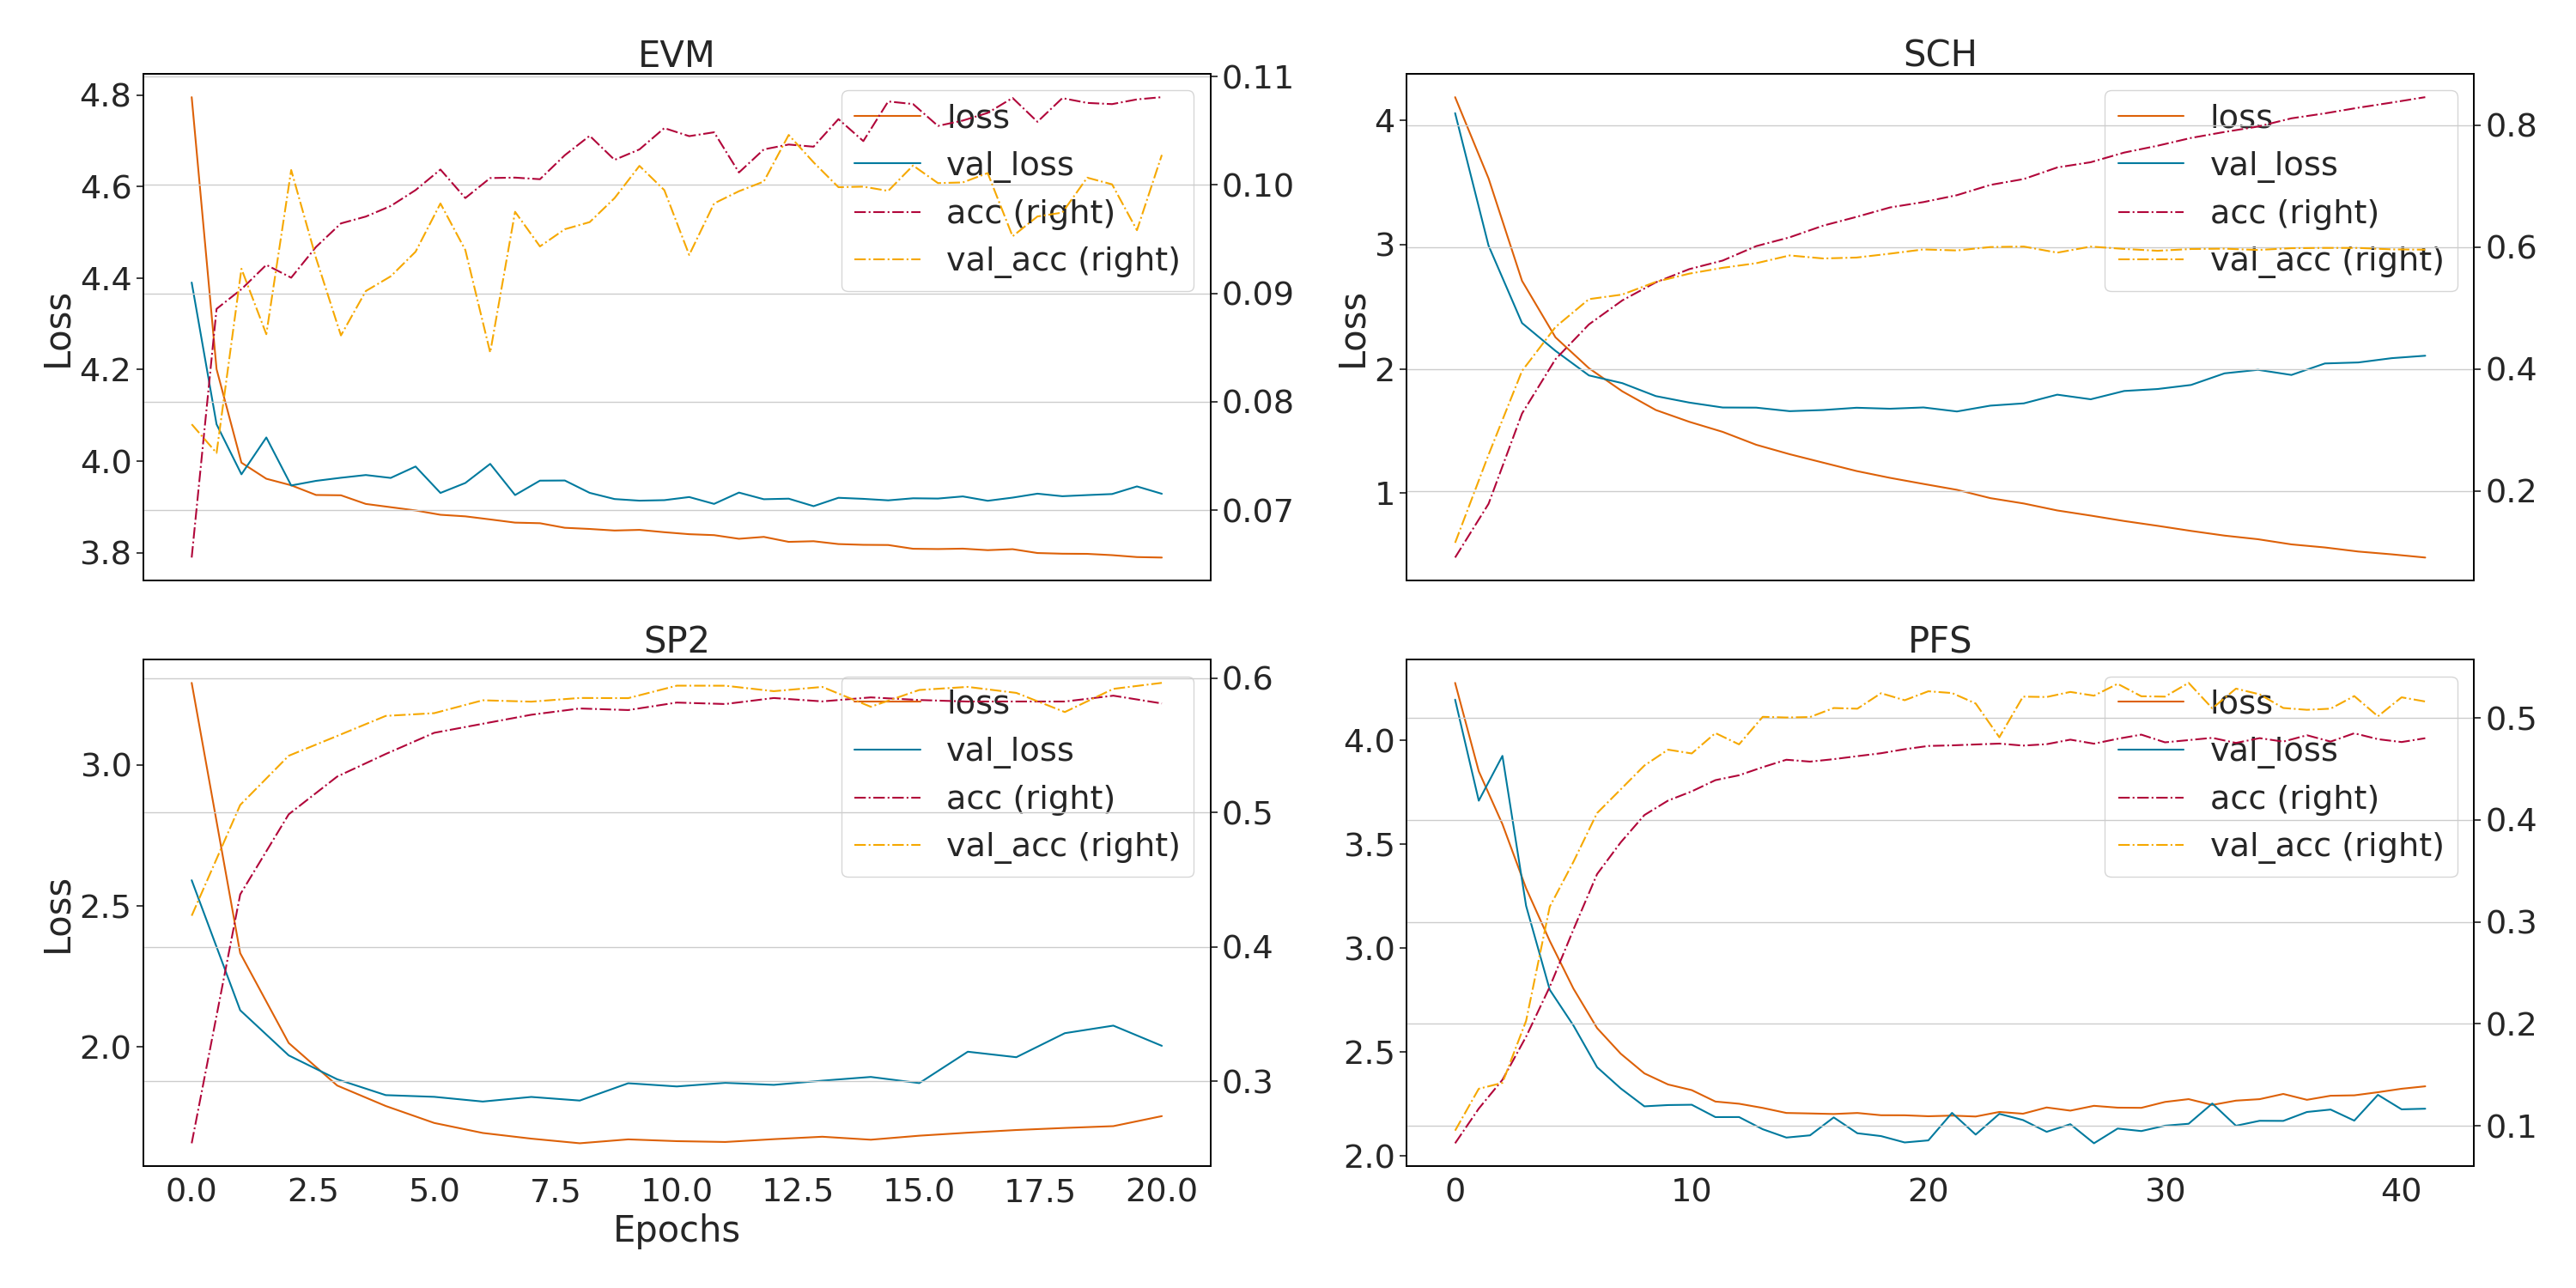 EVM
4.8
4.6
4.4
4.2
4.0
3.8
Loss
0.11
0.10
0.09
0.08
0.07
loss
val_loss
acc (right)
val_acc (right)
SCH
4
3
2
1
Loss
0.8
0.6
0.4
0.2
loss
val_loss
acc (right)
val_acc (right)
SP2
3.0
2.5
2.0
Loss
0.6
0.5
0.4
0.3
loss
val_loss
acc (right)
val_acc (right)
0.0 2.5 5.0 7.5 10.0 12.5 15.0 17.5 20.0
Epochs
PFS
4.0
3.5
3.0
2.5
2.0
0.5
0.4
0.3
0.2
0.1
loss
val_loss
acc (right)
val_acc (right)
0 10 20 30 40